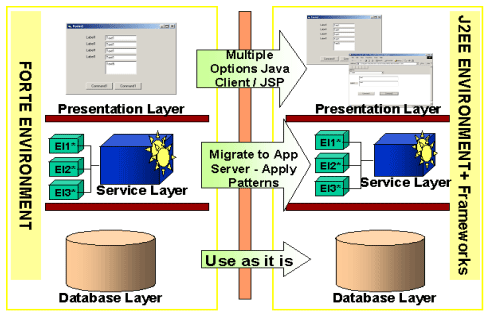 FORTE ENVIRONMENT
Presentation Layer
EI1*
EI2*
EI3*
Service Layer
Database Layer
Multiple
Options Java
Client / JSP
Migrate to App
Server - Apply
Patterns
Use as it is
Presentation Layer
EI1*
EI2*
EI3*
Service Layer
Database Layer
J2EE ENVIRONMENT+ Frameworks